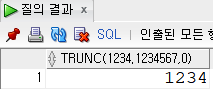 질의 결과 ×
SQL | 인출된 모든 행
TRUNC(1234,1234567,0)
1 1234